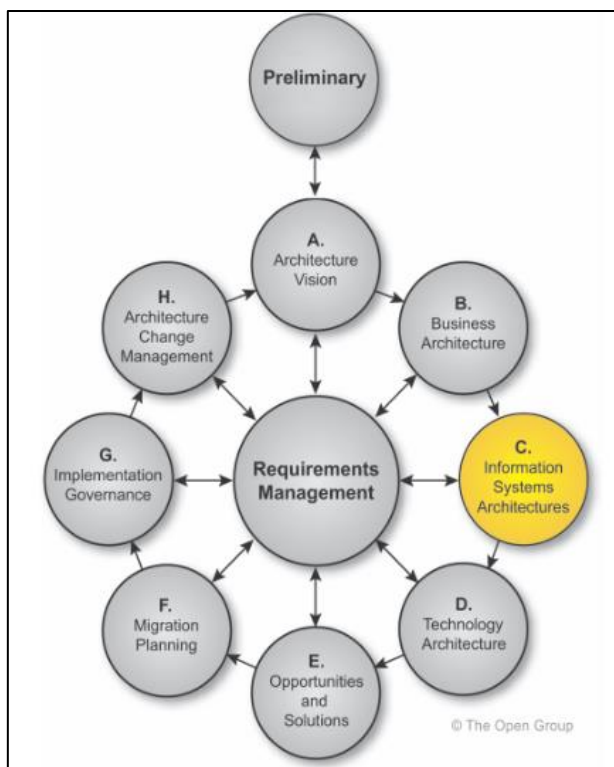 Preliminary
A.
Architecture
Vision
B.
Business
Architecture
C.
Information
Systems
Architectures
D.
Technology
Architecture
E.
Opportunities
and
Solutions
F.
Migration
Planning
G.
Implementation
Governance
H.
Architecture
Change
Management
Requirements
Management
© The Open Group